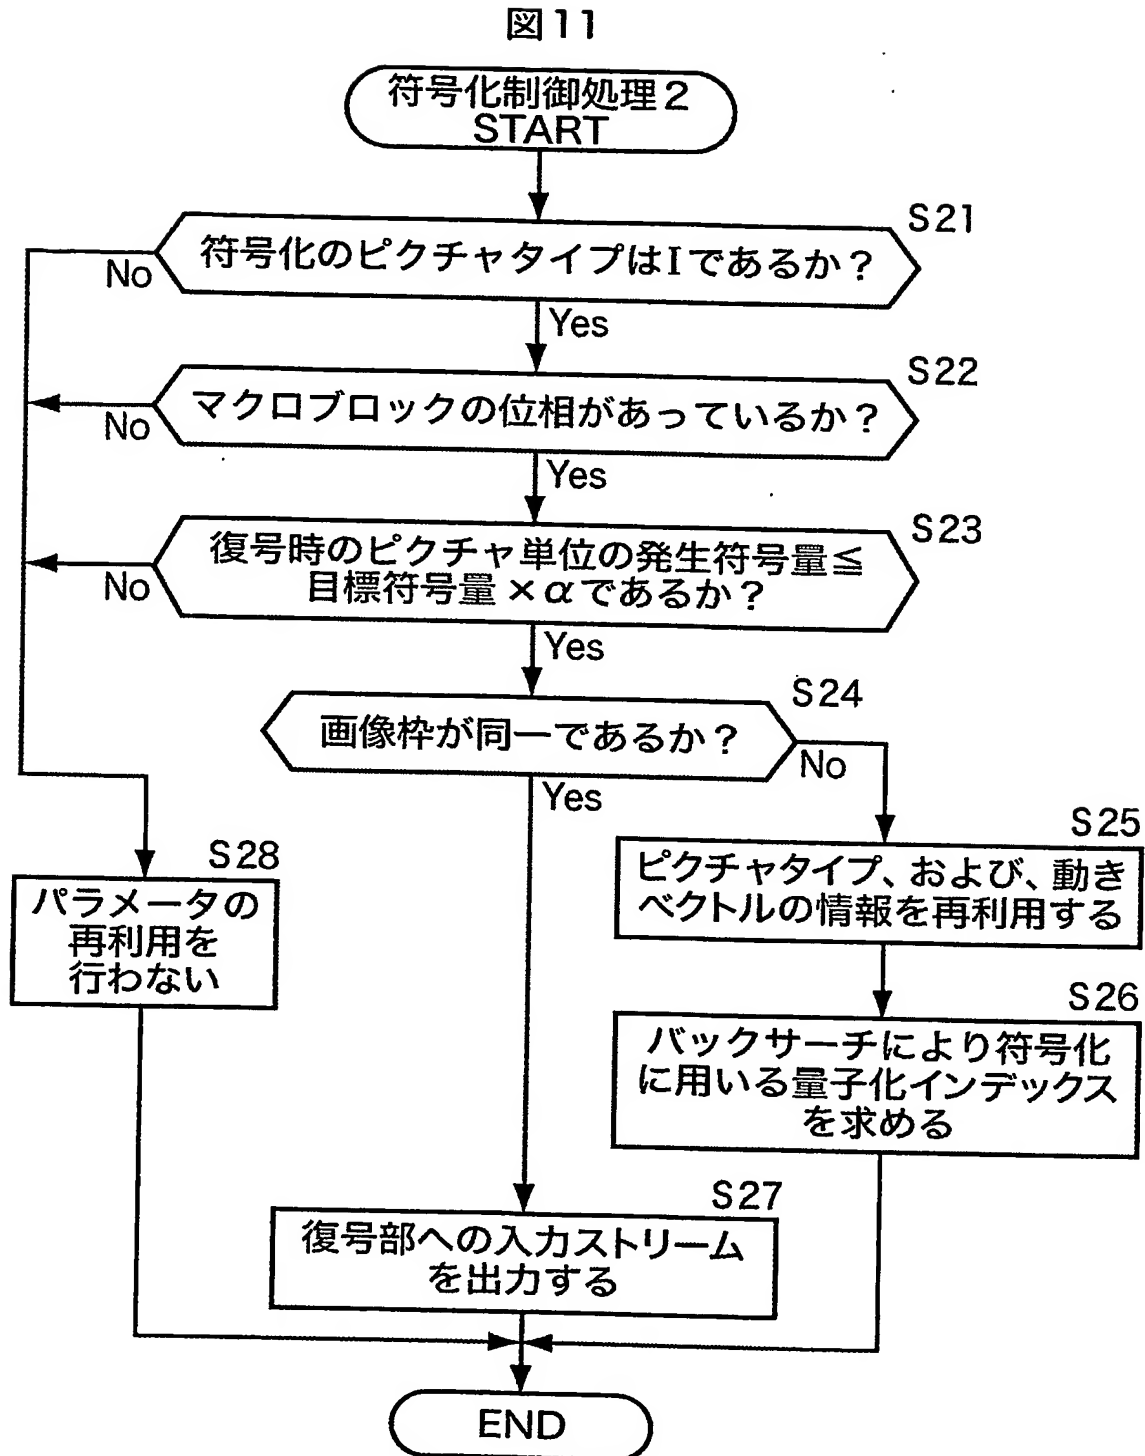 図11
符号化制御処理2
START
S21
符号化のピクチャタイプはIであるか？
No
Yes
S22
マクロブロックの位相があっているか？
No
Yes
S23
復号時のピクチャ単位の発生符号量≦
目標符号量×αであるか？
No
Yes
S24
画像枠が同一であるか？
No
Yes
S25
ピクチャタイプ、および、動き
ベクトルの情報を再利用する
S28
パラメータの
再利用を
行わない
S26
バックサーチにより符号化
に用いる量子化インデックス
を求める
S27
復号部への入力ストリーム
を出力する
END